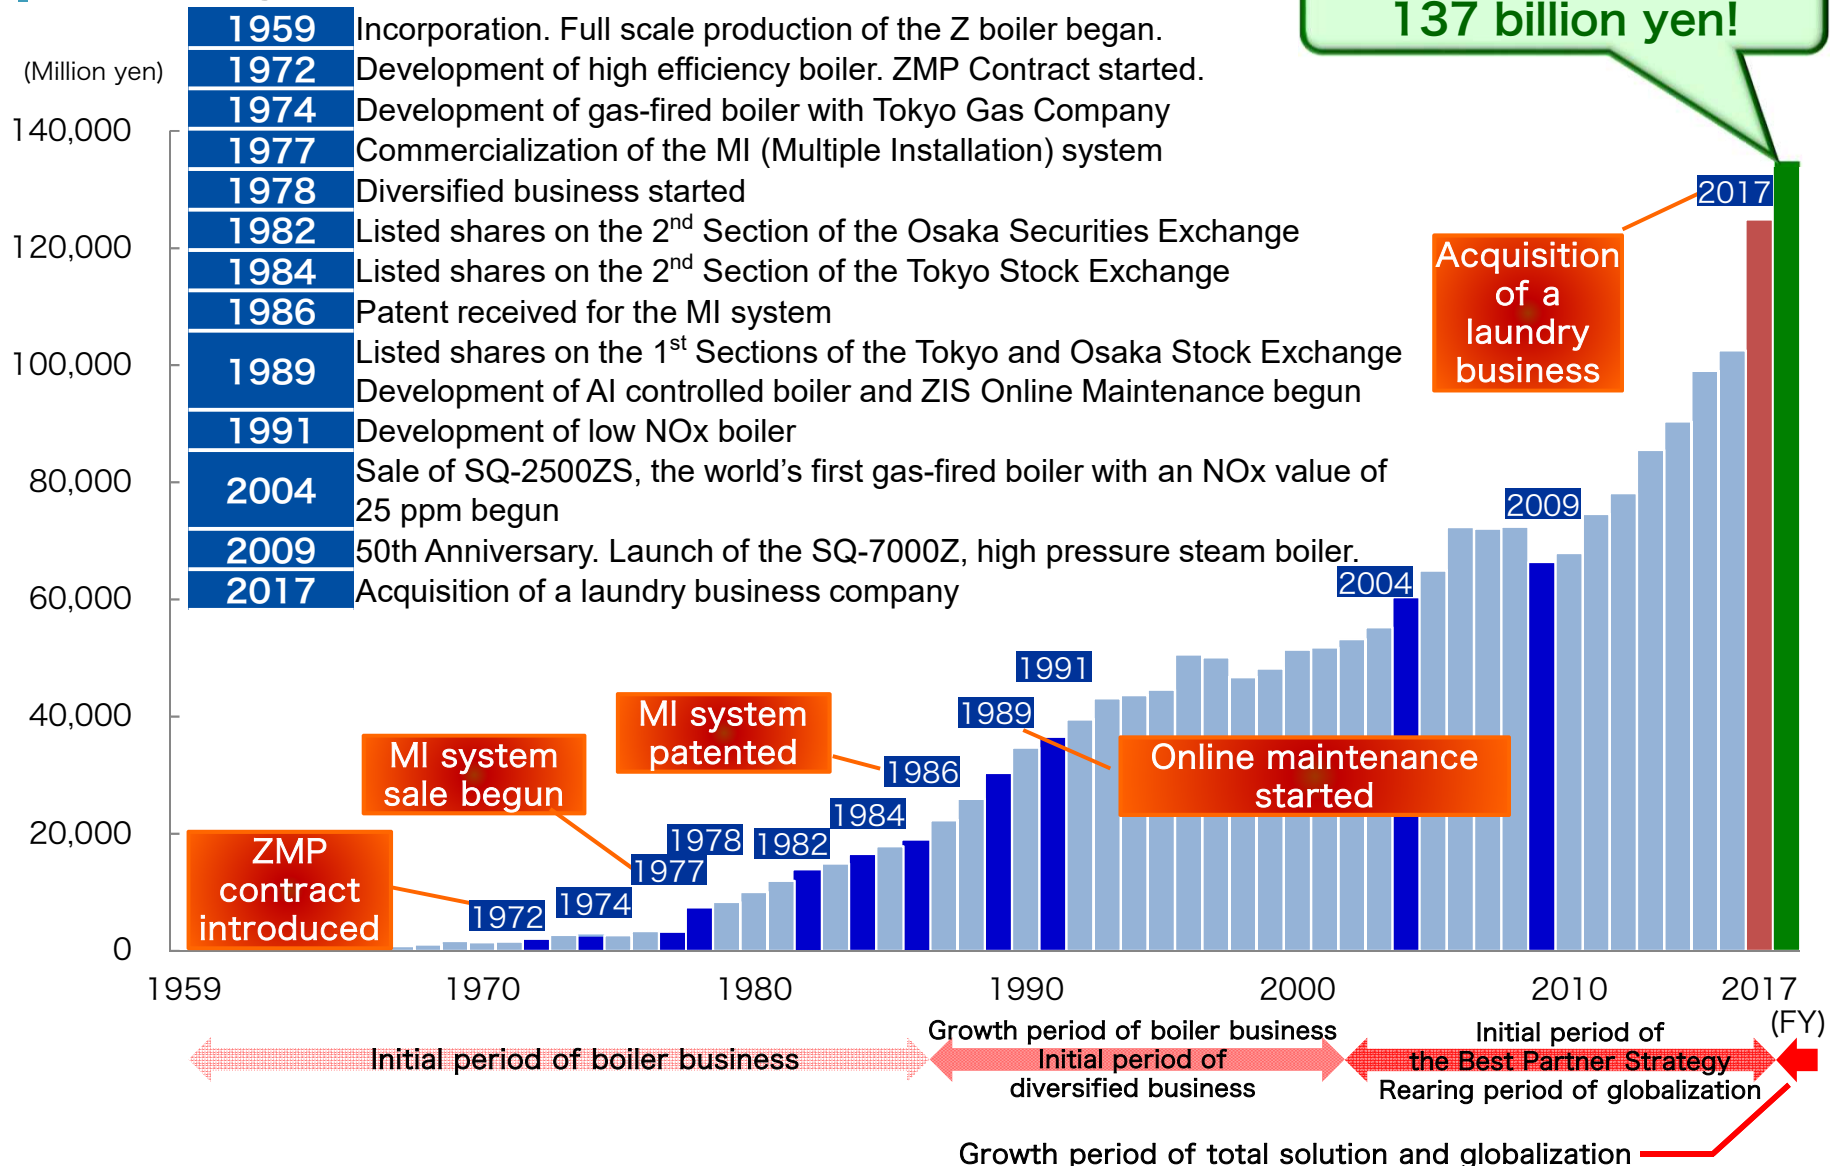 137 billion yen!
1959 Incorporation. Full scale production of the Z boiler began.
(Million yen)
1972 Development of high efficiency boiler. ZMP Contract started.
1974 Development of gas-fired boiler with Tokyo Gas Company
1977 Commercialization of the MI (Multiple Installation) system
1978 Diversified business started
1982 Listed shares on the 2nd Section of the Osaka Securities Exchange
1984 Listed shares on the 2nd Section of the Tokyo Stock Exchange
1986 Patent received for the MI system
1989 Listed shares on the 1st Sections of the Tokyo and Osaka Stock Exchange
Development of AI controlled boiler and ZIS Online Maintenance begun
1991 Development of low NOx boiler
2004 Sale of SQ-2500ZS, the world’s first gas-fired boiler with an NOx value of
25 ppm begun
2009 50th Anniversary. Launch of the SQ-7000Z, high pressure steam boiler.
2017 Acquisition of a laundry business company
140,000
120,000
100,000
80,000
60,000
40,000
20,000
0
2017
Acquisition
of a
laundry
business
2009
2004
1991
1989
Online maintenance
started
MI system
patented
1986
1984
1982
1978
MI system
sale begun
1977
1974
1972
ZMP
contract
introduced
1959 1970 1980 1990 2000 2010 2017
(FY)
Initial period of boiler business
Growth period of boiler business
Initial period of
diversified business
Initial period of
the Best Partner Strategy
Rearing period of globalization
Growth period of total solution and globalization